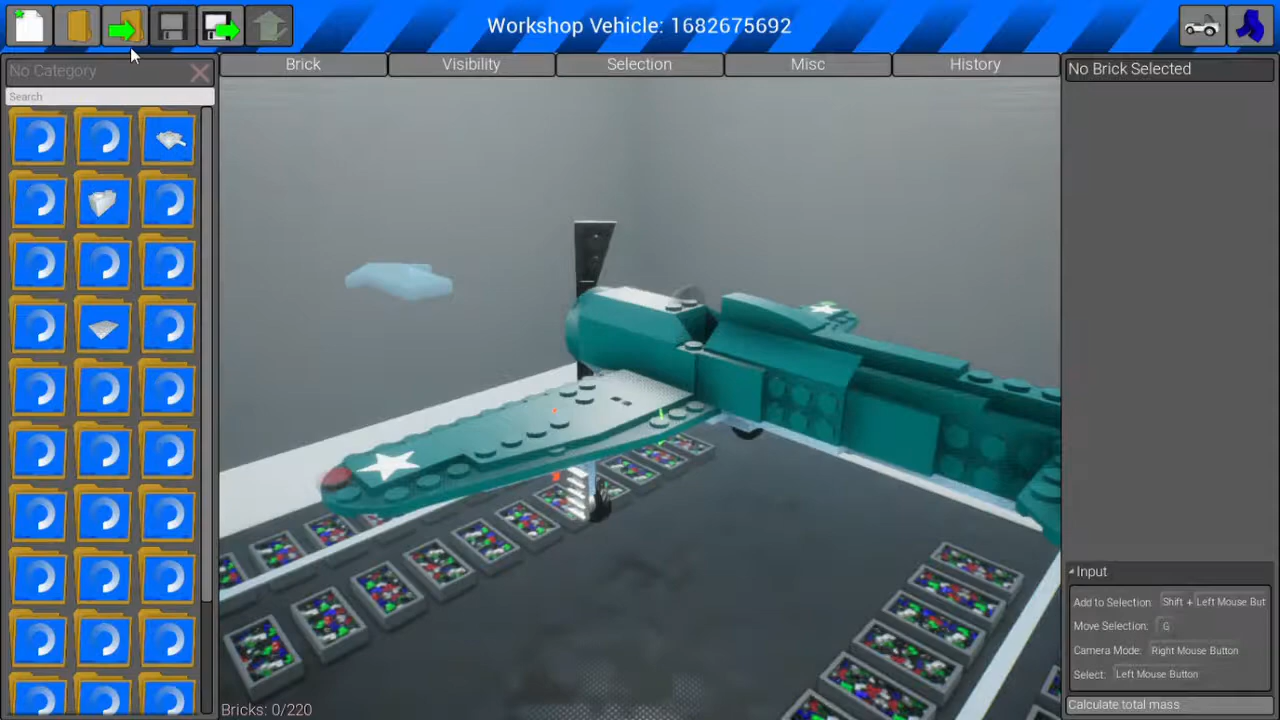 Workshop Vehicle: 1682675692
No Category
Search
Brick
Visibility
Selection
Misc
History
No Brick Selected
Input
Add to Selection: Shift + Left Mouse But
Move Selection: G
Camera Mode: Right Mouse Button
Select: Left Mouse Button
Bricks: 0/220
Calculate total mass